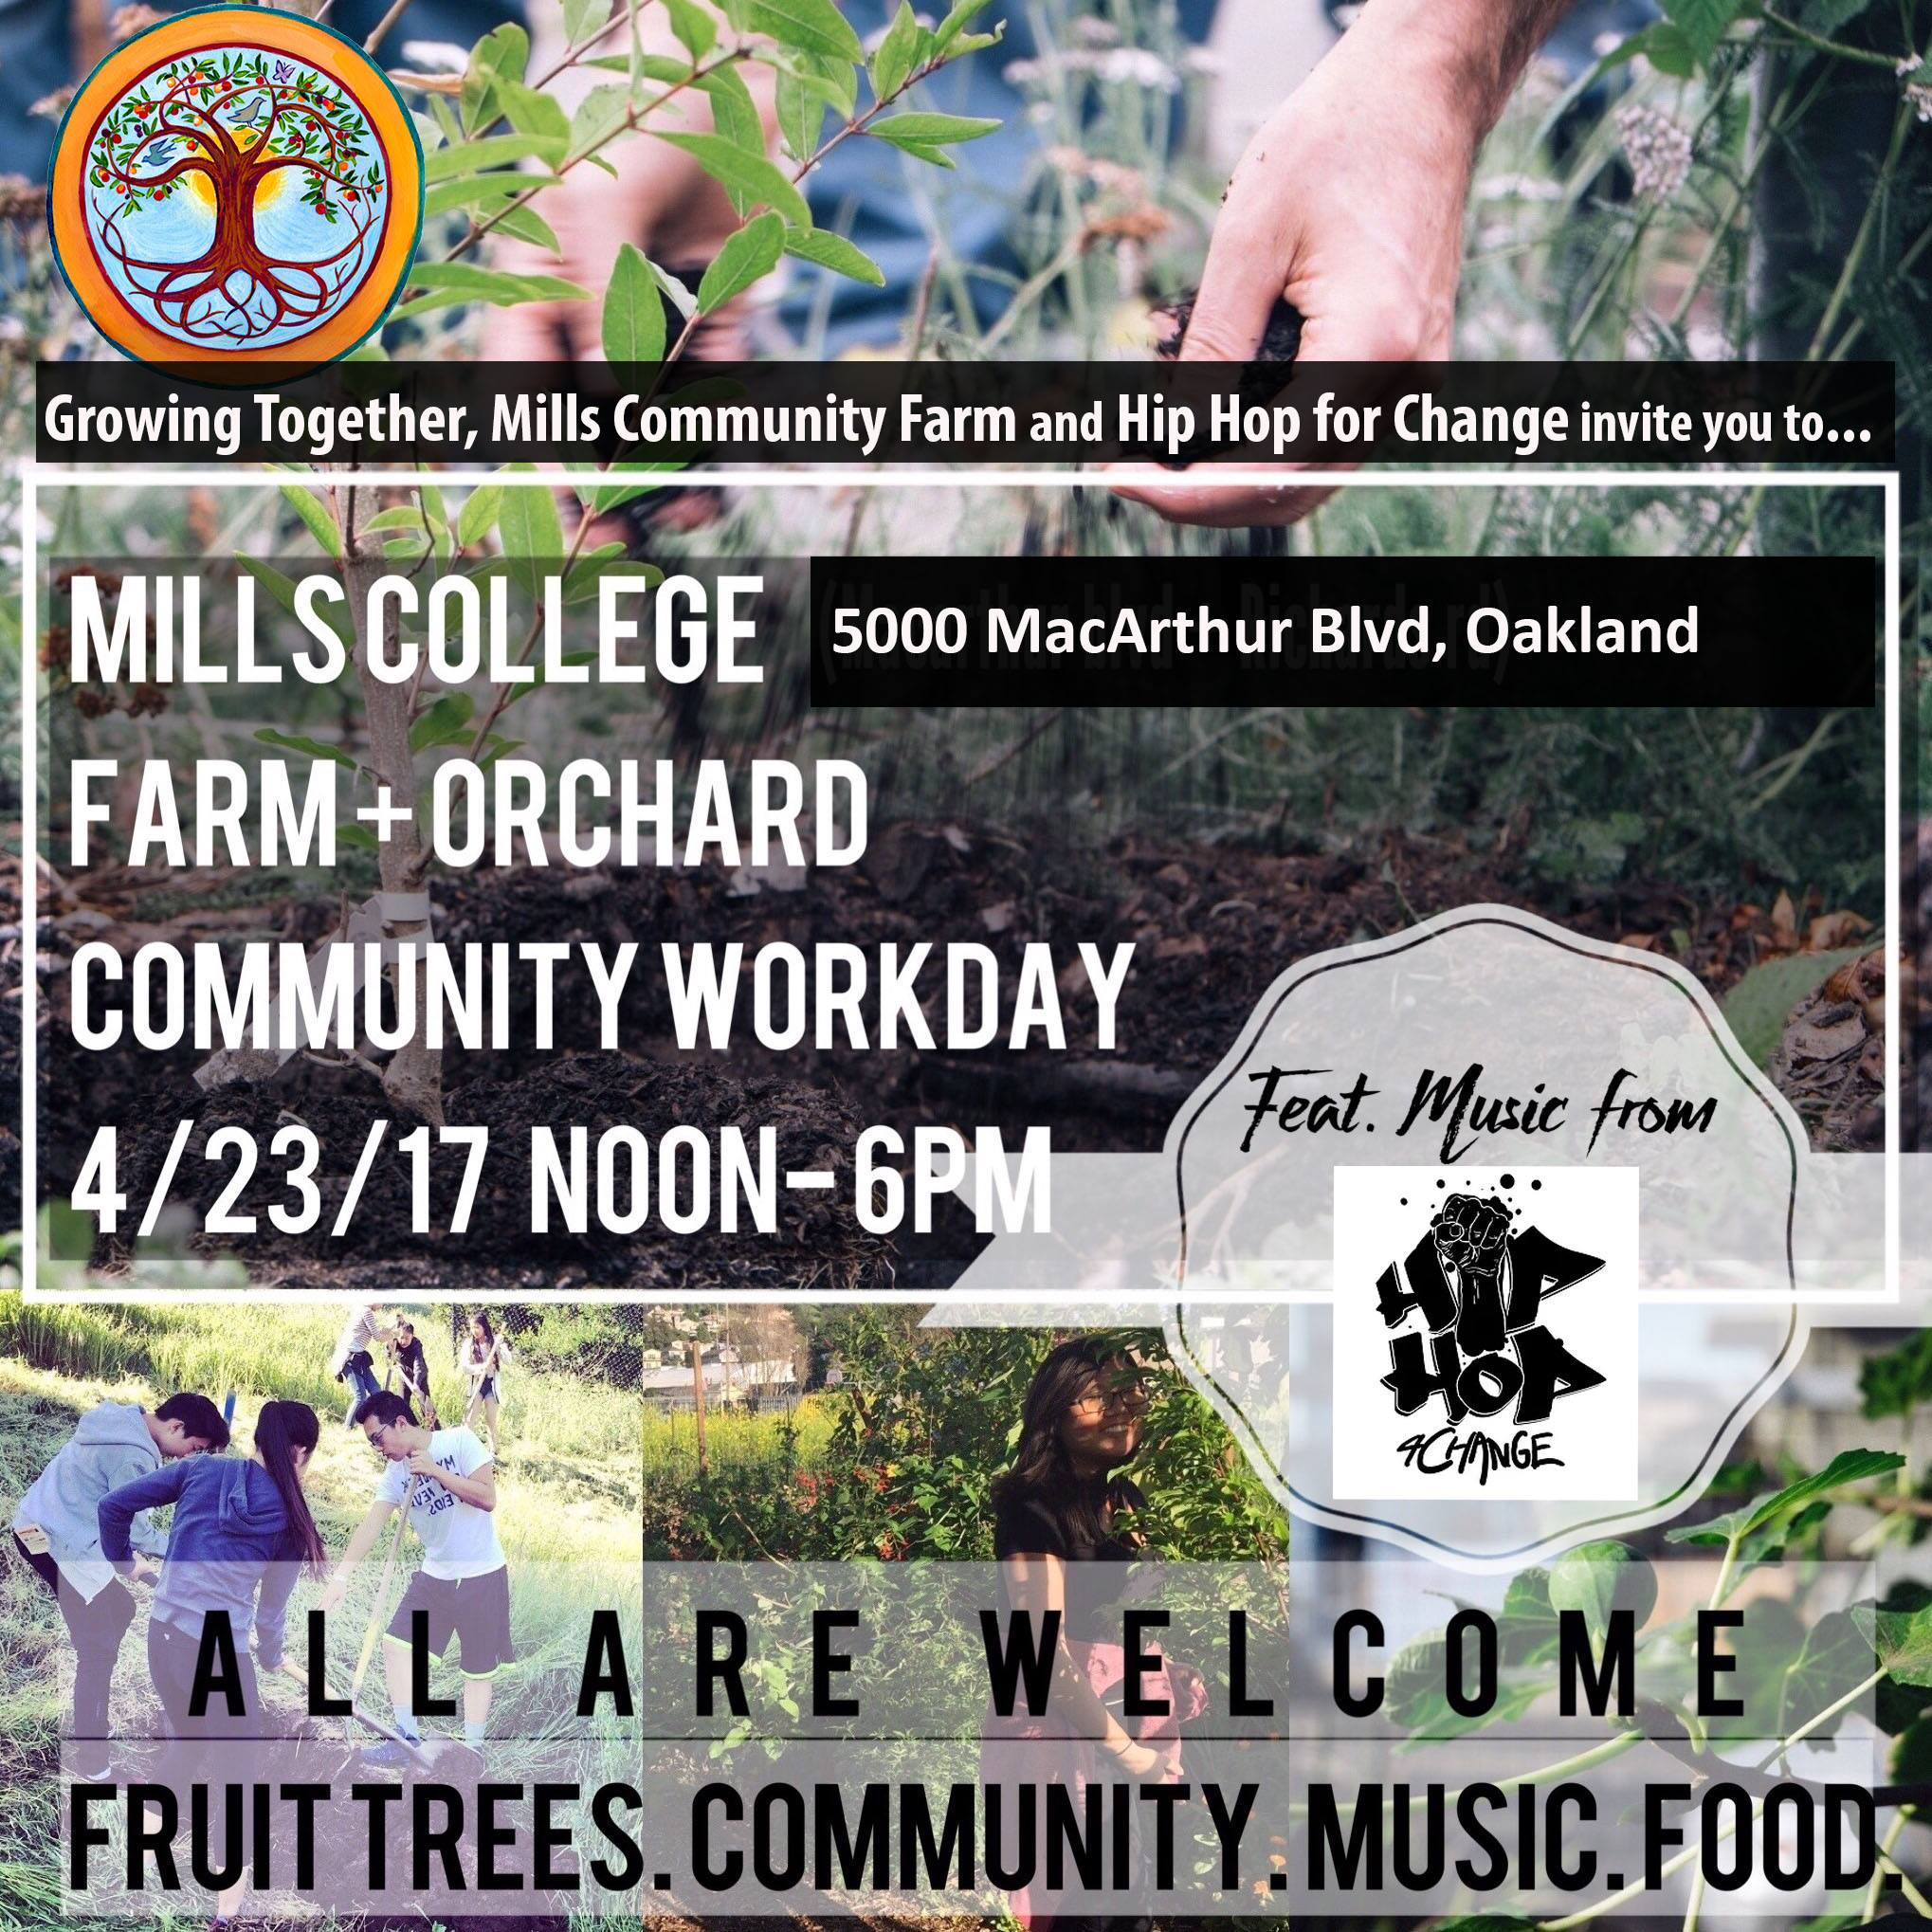 Growing Together, Mills Community Farm and Hip Hop for Change invite you to...
MILLS COLLEGE
5000 MacArthur Blvd, Oakland
FARM + ORCHARD
COMMUNITY WORKDAY
4/23/17 NOON- 6PM
Feat. Music from
HIP
HOP
4CHANGE
ALL ARE WELCOME
FRUIT TREES. COMMUNITY. MUSIC. FOOD.